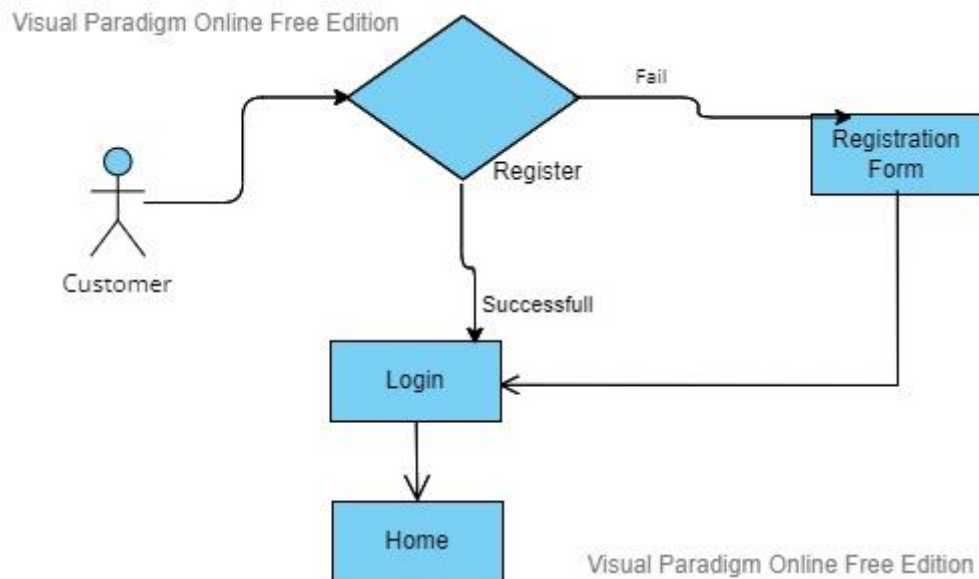 Visual Paradigm Online Free Edition
Fail
Registration
Form
Register
Customer
Successfull
Login
Home
Visual Paradigm Online Free Edition